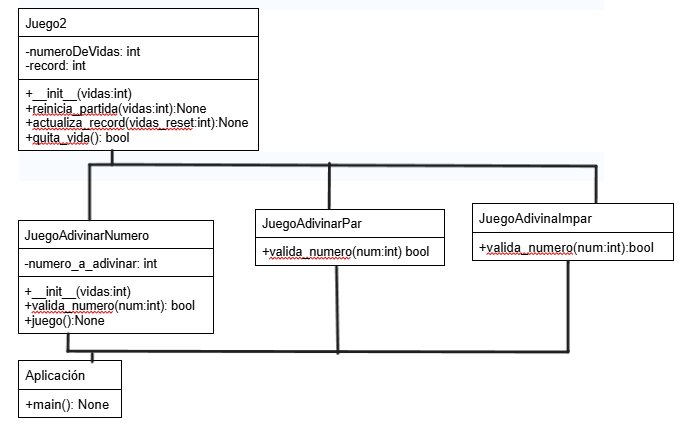 Juego2
-numeroDeVidas: int
-record: int
+__init__(vidas:int)
+reinicia_partida(vidas:int):None
+actualiza_record(vidas_reset:int):None
+quita_vida(): bool
JuegoAdivinarNumero
-numero_a_adivinar: int
+__init__(vidas:int)
+valida_numero(num:int): bool
+juego():None
JuegoAdivinarPar
+valida_numero(num:int) bool
JuegoAdivinaImpar
+valida_numero(num:int):bool
Aplicación
+main(): None